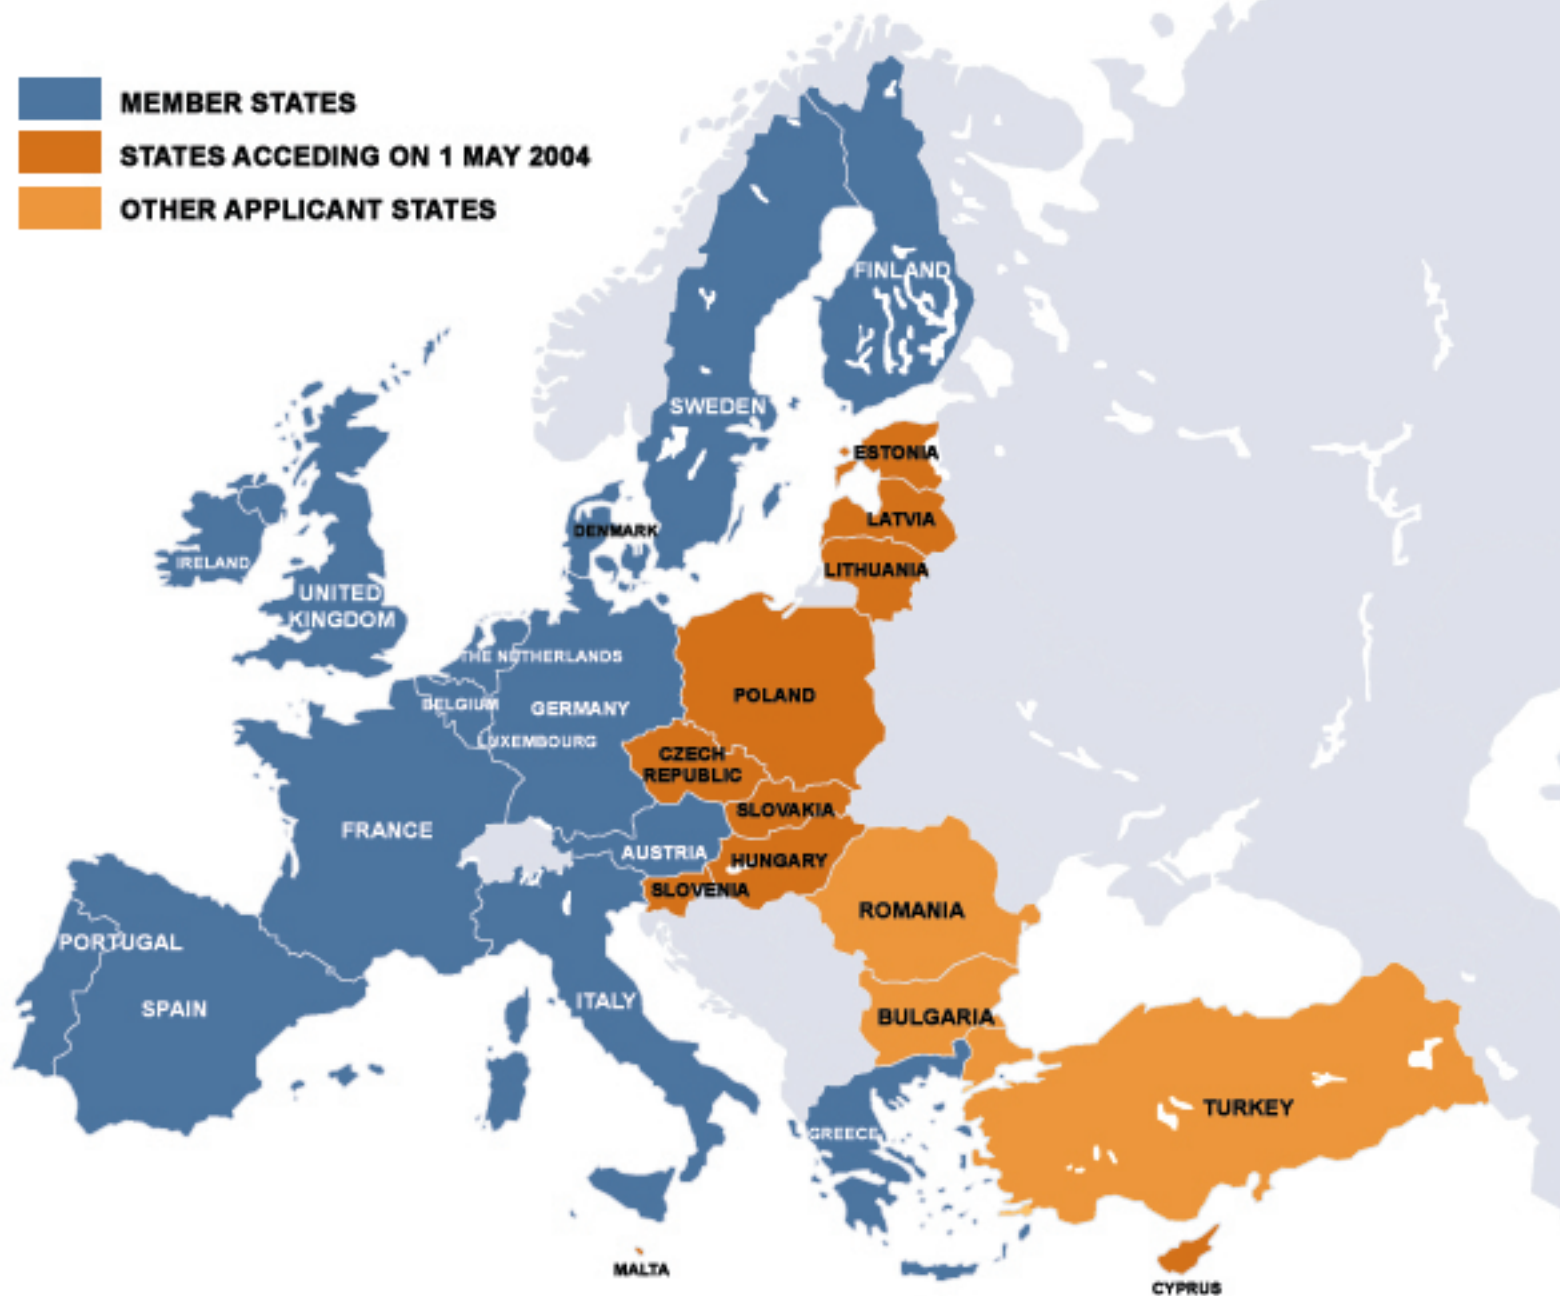 MEMBER STATES
STATES ACCEDING ON 1 MAY 2004
OTHER APPLICANT STATES
FINLAND
SWEDEN
ESTONIA
LATVIA
DENMARK
LITHUANIA
IRELAND
UNITED
KINGDOM
THE NETHERLANDS
POLAND
BELGIUM
GERMANY
LUXEMBOURG
CZECH
REPUBLIC
SLOVAKIA
FRANCE
AUSTRIA
HUNGARY
SLOVENIA
ROMANIA
PORTUGAL
SPAIN
ITALY
BULGARIA
TURKEY
GREECE
MALTA
CYPRUS